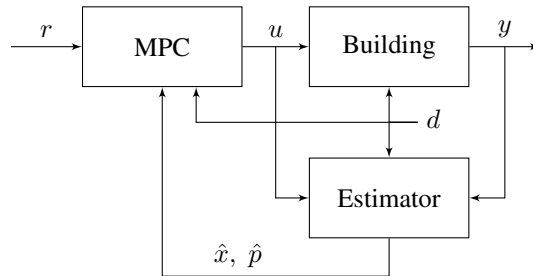 r
MPC
u
Building
y
d
Estimator
x̂, p̂